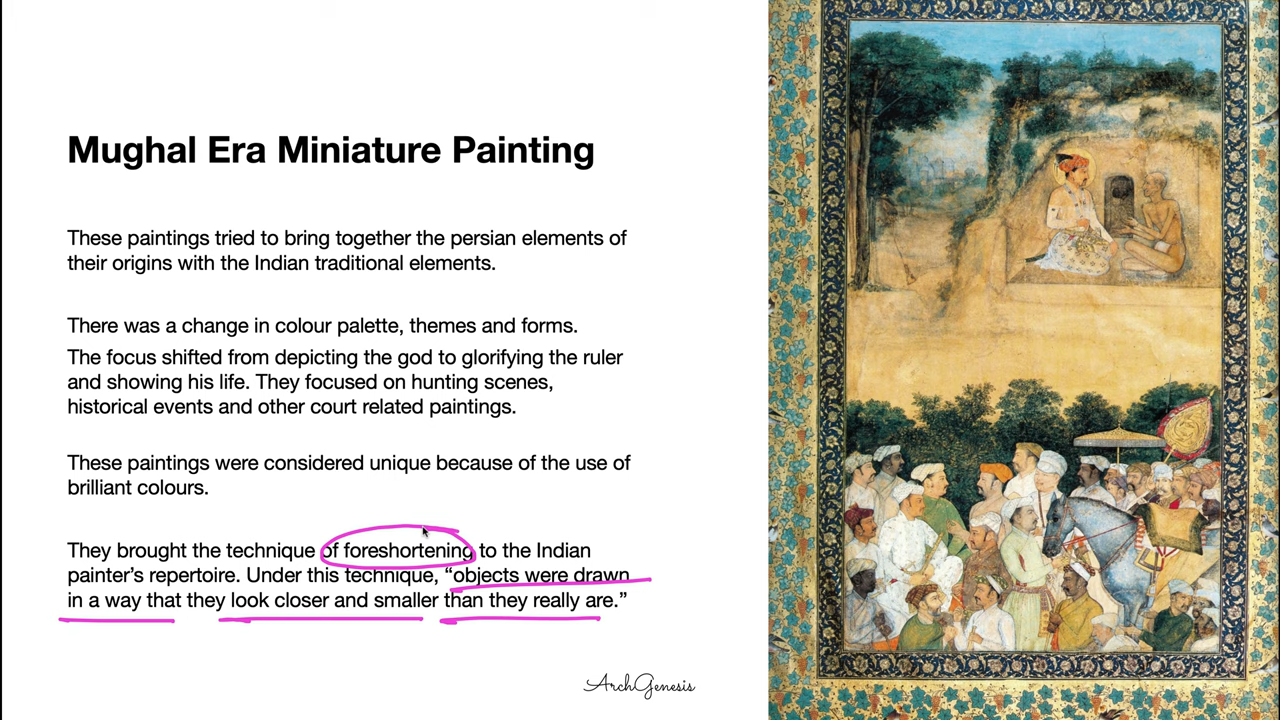 Mughal Era Miniature Painting
These paintings tried to bring together the persian elements of
their origins with the Indian traditional elements.
There was a change in colour palette, themes and forms.
The focus shifted from depicting the god to glorifying the ruler
and showing his life. They focused on hunting scenes,
historical events and other court related paintings.
These paintings were considered unique because of the use of
brilliant colours.
They brought the technique of foreshortening to the Indian
painter’s repertoire. Under this technique, “objects were drawn
in a way that they look closer and smaller than they really are.”
ArchGenesis